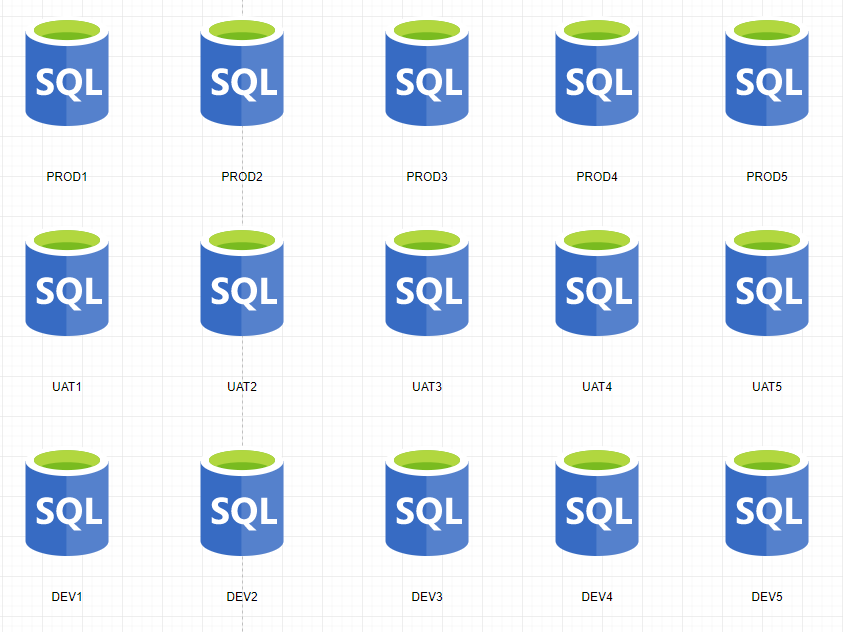 SQL SQL SQL SQL SQL
PROD1 PROD2 PROD3 PROD4 PROD5
SQL SQL SQL SQL SQL
UAT1 UAT2 UAT3 UAT4 UAT5
SQL SQL SQL SQL SQL
DEV1 DEV2 DEV3 DEV4 DEV5